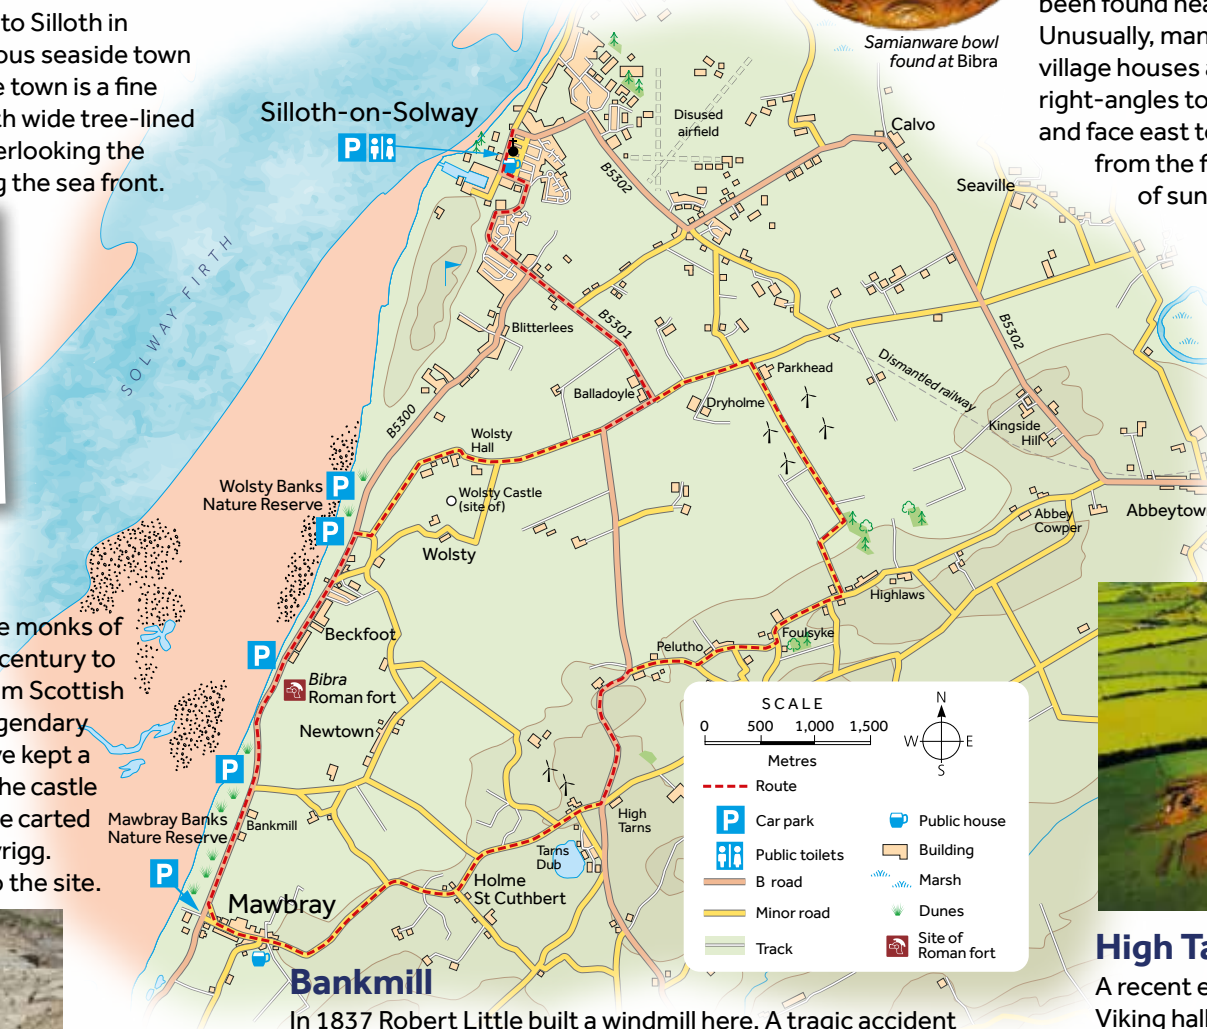 to Silloth in
ous seaside town
e town is a fine
th wide tree-lined
erlooking the
g the sea front.
Samianware bowl
found at Bibra
been found nea
Unusually, man
village houses a
right-angles to
and face east to
from the f
of sun
Silloth-on-Solway
P
SOLWAY FIRTH
Disused
airfield
Calvo
Seaville
B5302
B5301
B5302
Blitterlees
Balladoyle
Dryholme
Parkhead
Dismantled railway
Kingside
Hill
B5300
Wolsty
Hall
Wolsty Banks
Nature Reserve
P
P
Wolsty Castle
(site of)
Wolsty
Abbey
Cowper
Abbeytow
Highlaws
Beckfoot
P
Foulsyke
Pelutho
Bibra
Roman fort
Newtown
e monks of
century to
m Scottish
gendary
ve kept a
he castle
e carted
rigg.
o the site.
P
Mawbray Banks
Nature Reserve
Bankmill
P
High
Tarns
Tarns
Dub
Holme
St Cuthbert
Mawbray
SCALE
0 500 1,000 1,500
Metres
N
W E
S
Route
P Car park
Public toilets
B road
Minor road
Track
Public house
Building
Marsh
Dunes
Site of
Roman fort
Bankmill
In 1837 Robert Little built a windmill here. A tragic accident
High Ta
A recent e
Viking hall